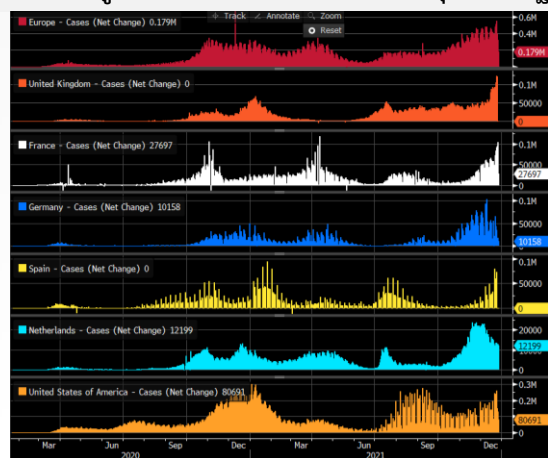 Track Annotate Zoom
Reset
Europe - Cases (Net Change) 0.179M
0.6M
0.4M
0.179M
0
United Kingdom - Cases (Net Change) 0
0.1M
50000
0
France - Cases (Net Change) 27697
0.1M
50000
27697
0
Germany - Cases (Net Change) 10158
0.1M
50000
10158
0
Spain - Cases (Net Change) 0
0.1M
50000
0
Netherlands - Cases (Net Change) 12199
20000
12199
0
United States of America - Cases (Net Change) 80691
0.3M
0.2M
80691
0
Mar Jun Sep Dec Mar Jun Sep Dec
2020 2021